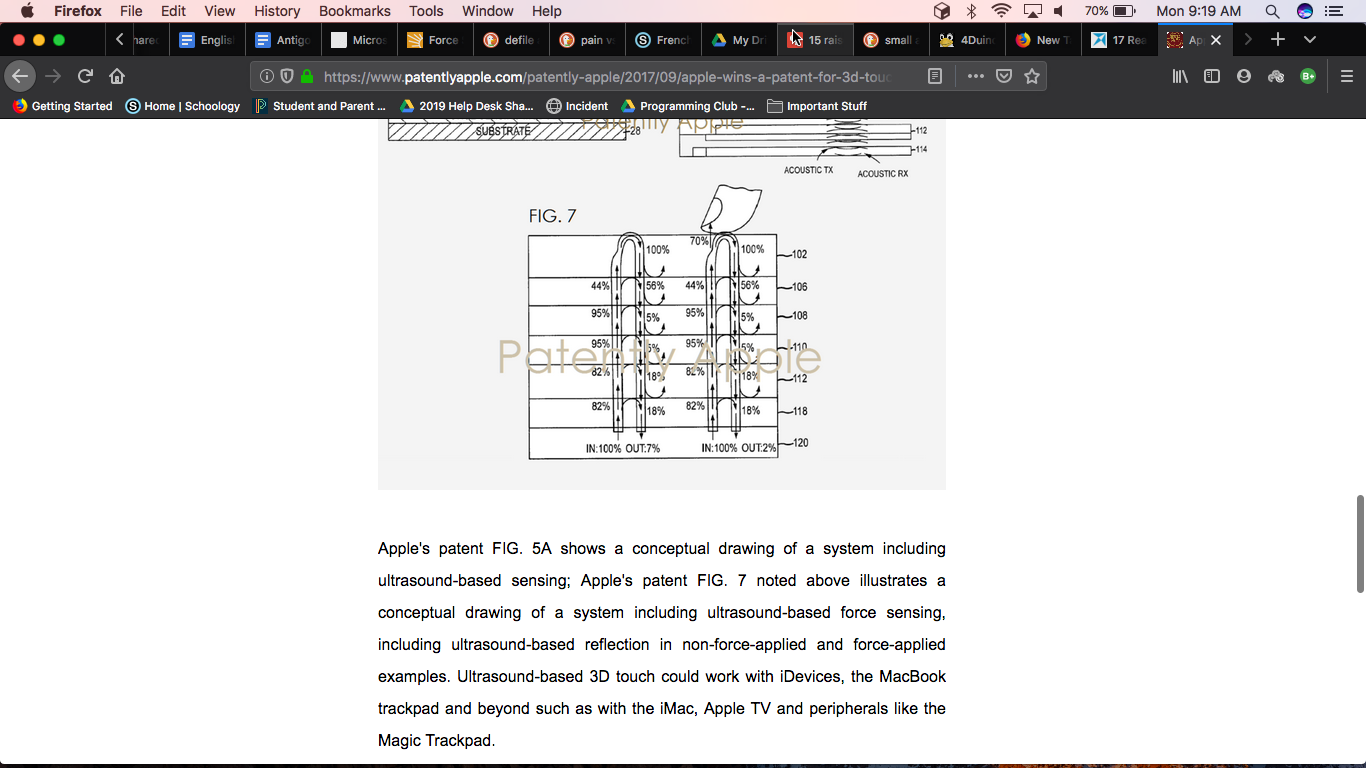 Firefox File Edit View History Bookmarks Tools Window Help 70% Mon 9:19 AM
Englis Antigo Micros Force defile pain v Frenc My Dri 15 rais small a 4Duin New T 17 Rea Ap
https://www.patentlyapple.com/patently-apple/2017/09/apple-wins-a-patent-for-3d-touc
Getting Started Home | Schoology Student and Parent ... 2019 Help Desk Sha... Incident Programming Club -... Important Stuff
Patently Apple
SUBSTRATE 28 112
114
ACOUSTIC TX ACOUSTIC RX
FIG. 7
100% 70% 100% 102
44% 56% 44% 56% 106
95% 5% 95% 5% 108
95% 5% 95% 5% 110
Patently Apple
82% 18% 82% 18% 112
82% 18% 82% 18% 118
IN:100% OUT:7% IN:100% OUT:2% 120
Apple's patent FIG. 5A shows a conceptual drawing of a system including
ultrasound-based sensing; Apple's patent FIG. 7 noted above illustrates a
conceptual drawing of a system including ultrasound-based force sensing,
including ultrasound-based reflection in non-force-applied and force-applied
examples. Ultrasound-based 3D touch could work with iDevices, the MacBook
trackpad and beyond such as with the iMac, Apple TV and peripherals like the
Magic Trackpad.